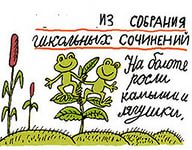 ИЗ СОБРАНИЯ
ШКОЛЬНЫХ СОЧИНЕНИЙ
На болоте
росли
камыши и
лягушки.